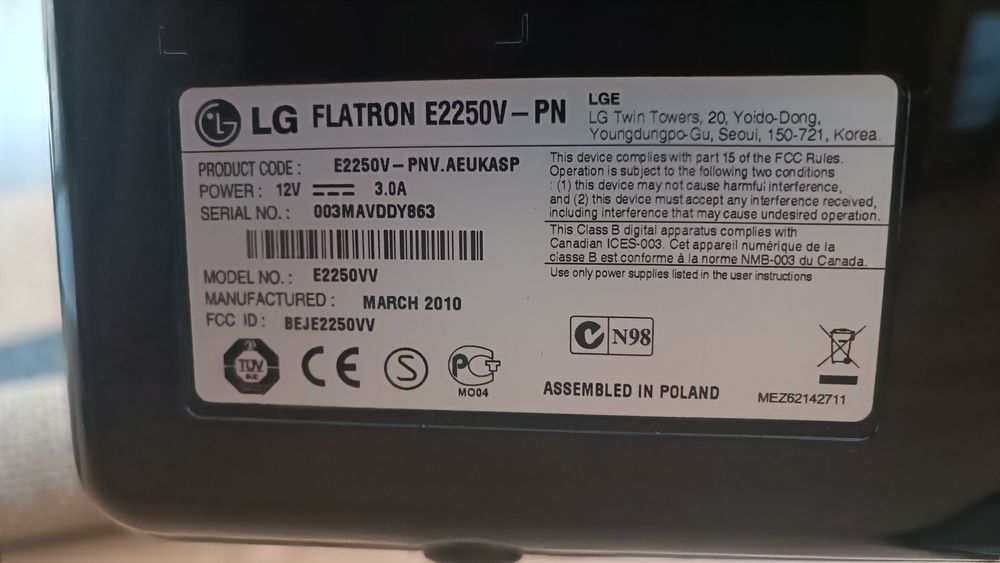 LG FLATRON E2250V-PN
LGE
LG Twin Towers, 20, Yoido-Dong,
Youngdungpo-Gu, Seoui, 150-721, Korea.
PRODUCT CODE : E2250V-PNV.AEUKASP
POWER : 12V 3.0A
SERIAL NO. : 003MAVDDY863
MODEL NO. : E2250VV
MANUFACTURED : MARCH 2010
FCC ID : BEJE2250VV
TÜV
CE
S
PCT
MO04
This device complies with part 15 of the FCC Rules.
Operation is subject to the following two conditions
: (1) this device may not cause harmful interference,
and (2) this device must accept any interference received,
including interference that may cause undesired operation.
This Class B digital apparatus complies with
Canadian ICES-003. Cet appareil numérique de la
classe B est conforme à la norme NMB-003 du Canada.
Use only power supplies listed in the user instructions
N98
ASSEMBLED IN POLAND
MEZ62142711